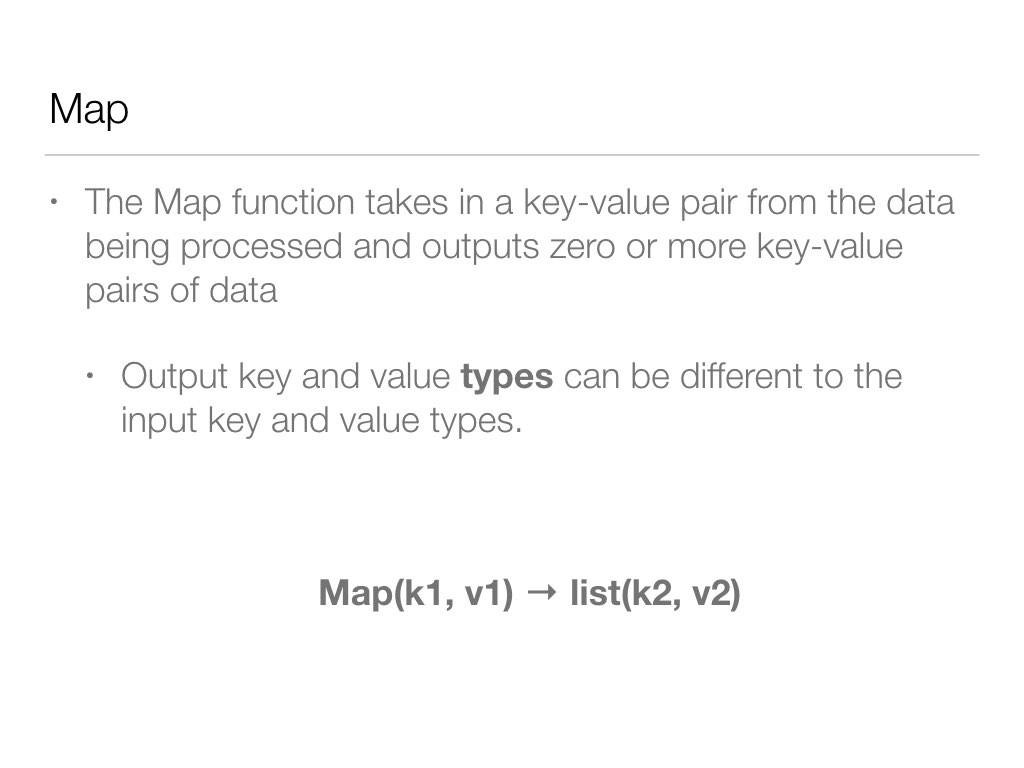 Map
• The Map function takes in a key-value pair from the data
being processed and outputs zero or more key-value
pairs of data
• Output key and value types can be different to the
input key and value types.
Map(k1, v1) → list(k2, v2)